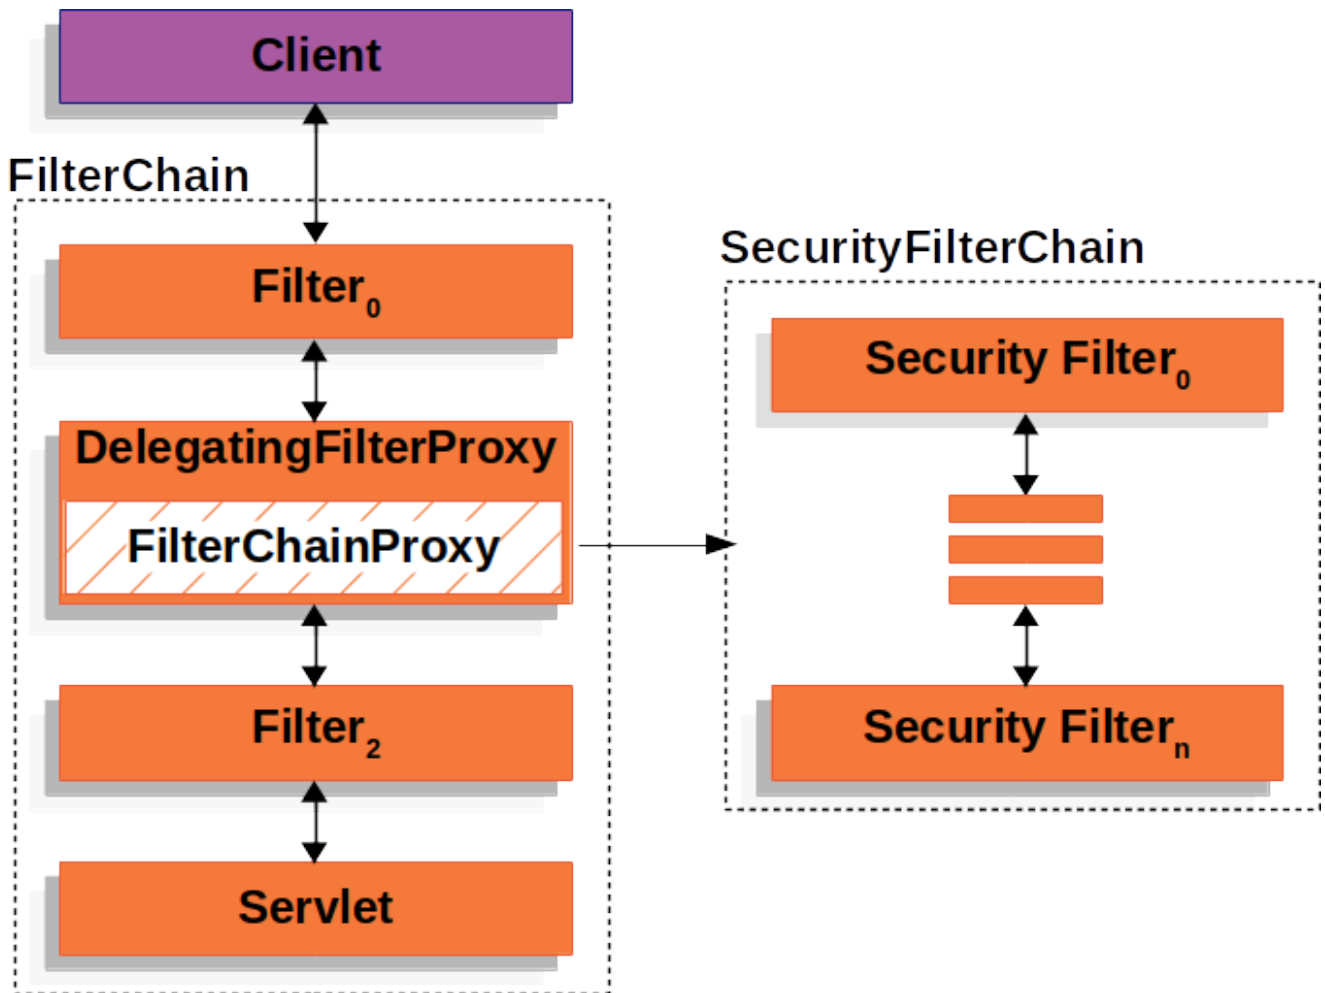 Client
FilterChain
Filter0
DelegatingFilterProxy
FilterChainProxy
Filter2
Servlet
SecurityFilterChain
Security Filter0
Security Filtern